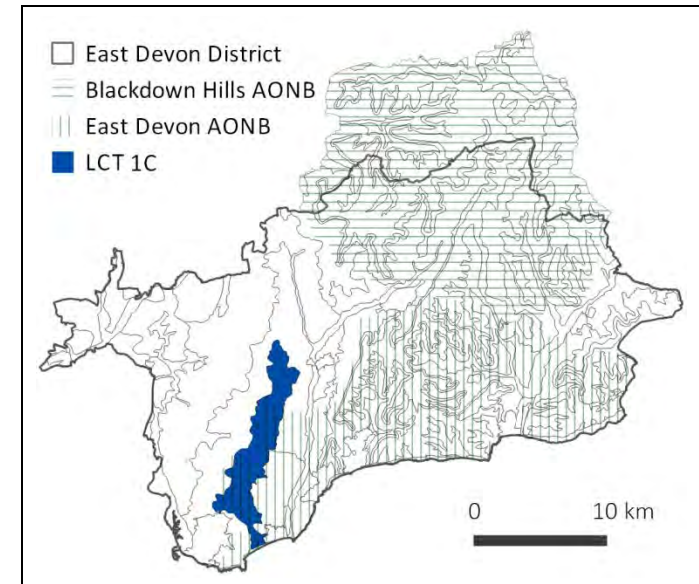 East Devon District
Blackdown Hills AONB
East Devon AONB
LCT 1C
0 10 km